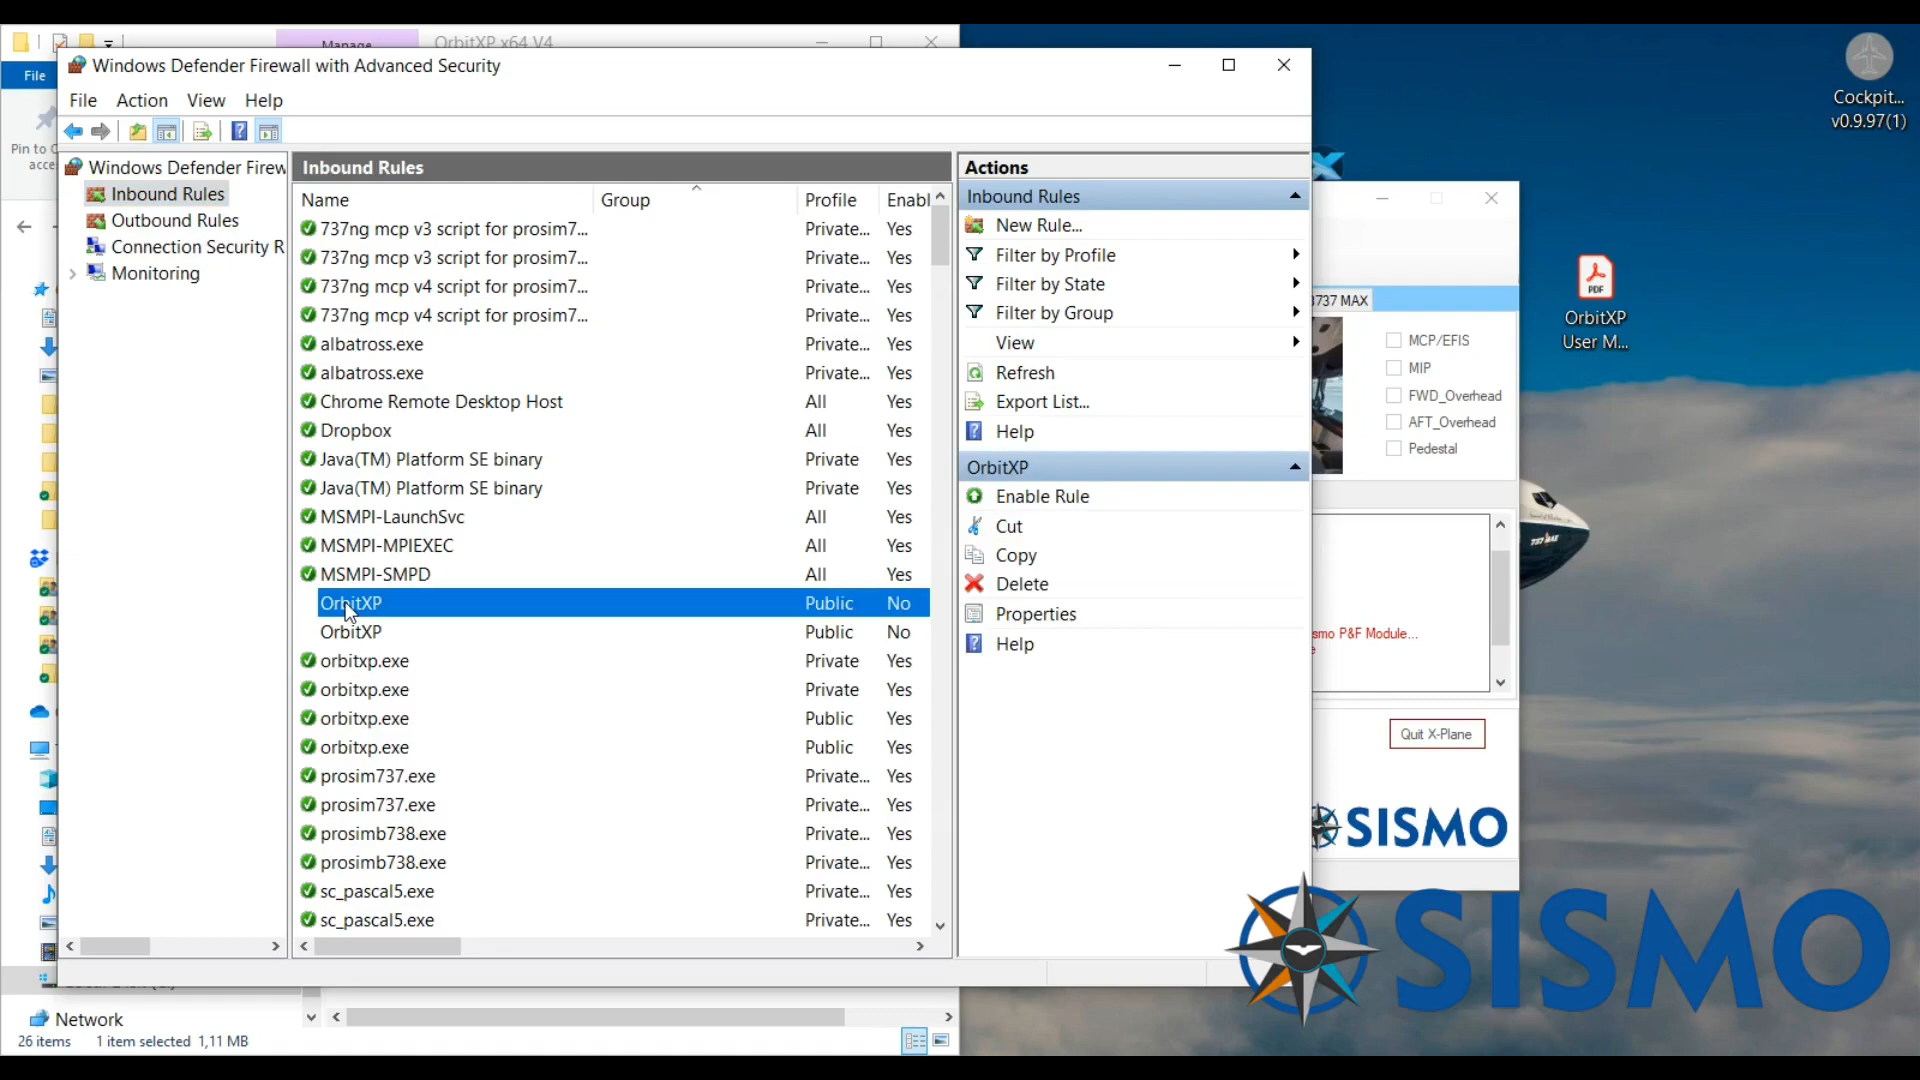 Manage
OrbitXP x64 V4
File
Pin to
acce
Windows Defender Firewall with Advanced Security
File Action View Help
Windows Defender Firew
Inbound Rules
Outbound Rules
Connection Security R
Monitoring
Inbound Rules
Name Group Profile Enabl
737ng mcp v3 script for prosim7... Private... Yes
737ng mcp v3 script for prosim7... Private... Yes
737ng mcp v4 script for prosim7... Private... Yes
737ng mcp v4 script for prosim7... Private... Yes
albatross.exe Private... Yes
albatross.exe Private... Yes
Chrome Remote Desktop Host All Yes
Dropbox All Yes
Java(TM) Platform SE binary Private Yes
Java(TM) Platform SE binary Private Yes
MSMPI-LaunchSvc All Yes
MSMPI-MPIEXEC All Yes
MSMPI-SMPD All Yes
OrbitXP Public No
OrbitXP Public No
orbitxp.exe Private Yes
orbitxp.exe Private Yes
orbitxp.exe Public Yes
orbitxp.exe Public Yes
prosim737.exe Private... Yes
prosim737.exe Private... Yes
prosimb738.exe Private... Yes
prosimb738.exe Private... Yes
sc_pascal5.exe Private... Yes
sc_pascal5.exe Private... Yes
Actions
Inbound Rules
New Rule...
Filter by Profile
Filter by State
Filter by Group
View
Refresh
Export List...
Help
OrbitXP
Enable Rule
Cut
Copy
Delete
Properties
Help
737 MAX
MCP/EFIS
MIP
FWD_Overhead
AFT_Overhead
Pedestal
smo P&F Module...
Quit X-Plane
SISMO
Cockpit...
v0.9.97(1)
PDF
OrbitXP
User M...
737 MAX
SISMO
Network
26 items 1 item selected 1,11 MB